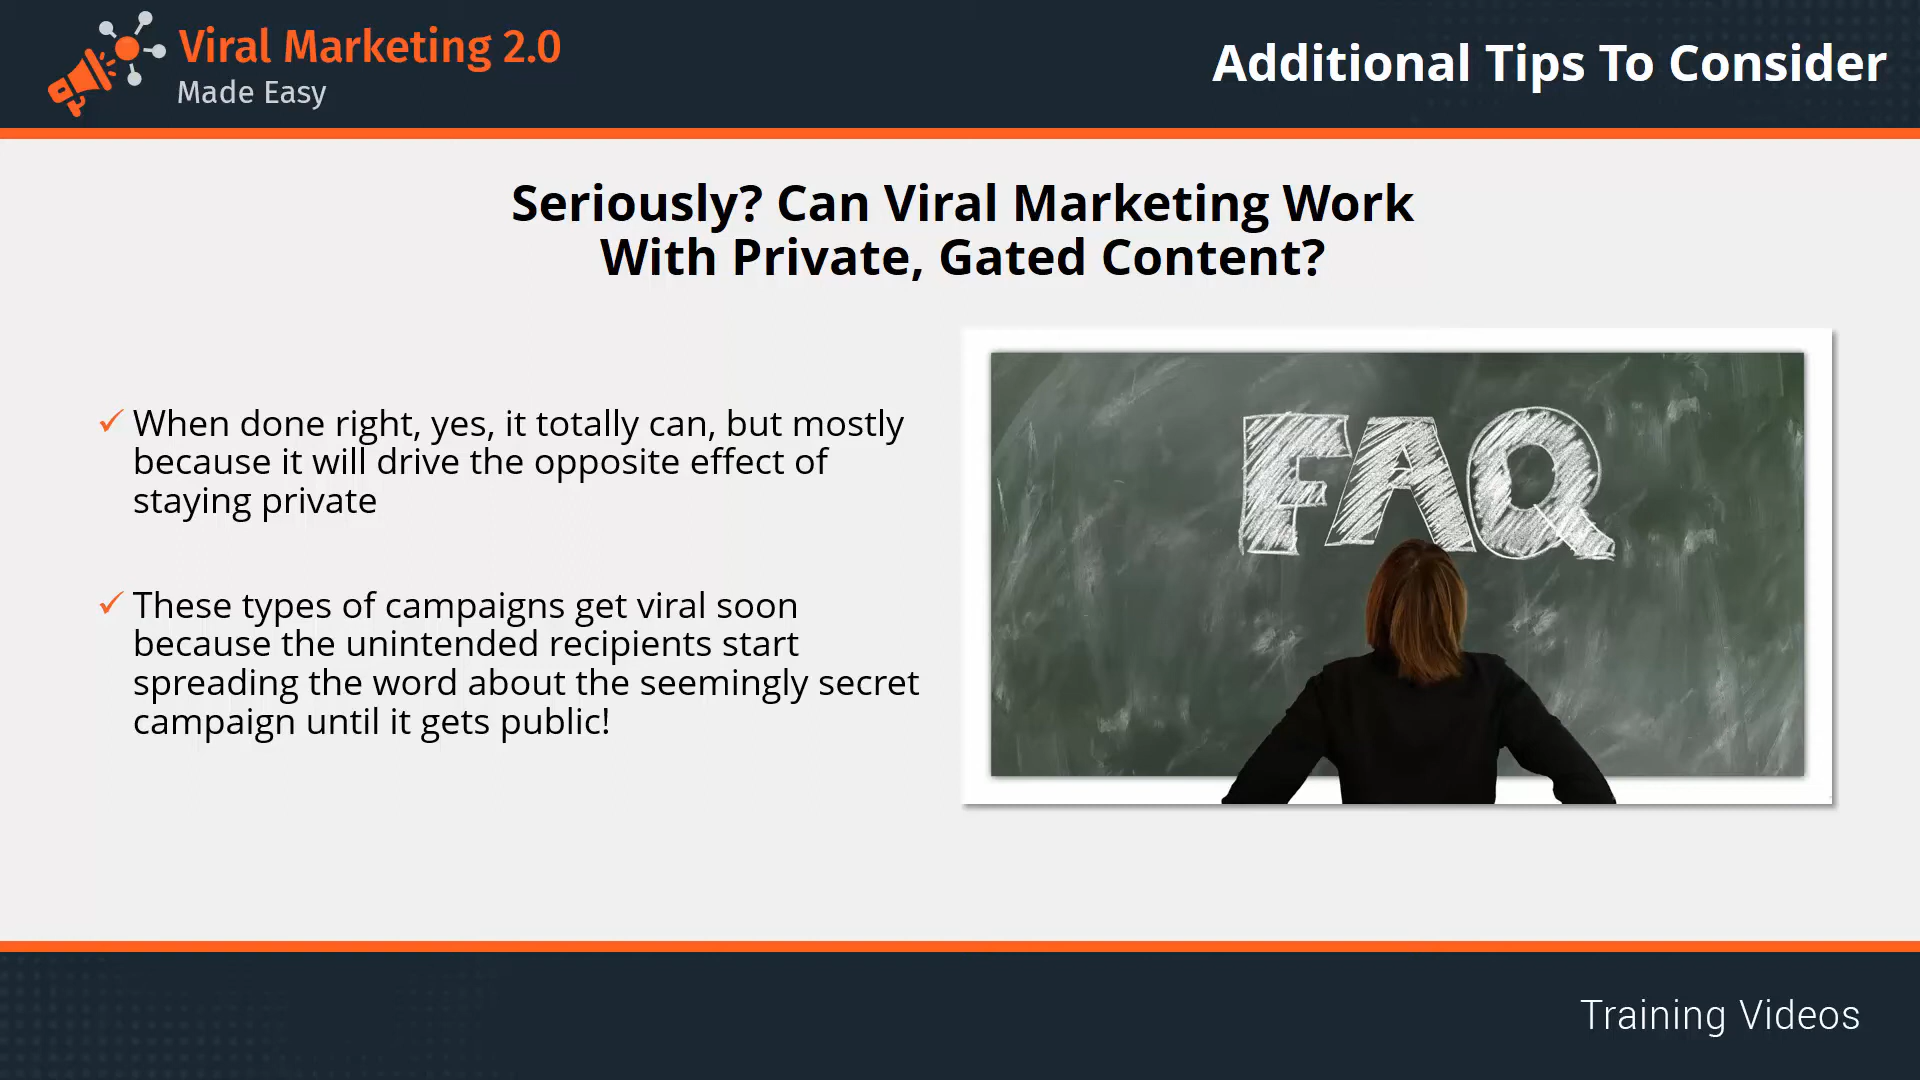 Viral Marketing 2.0
Made Easy
Additional Tips To Consider
Seriously? Can Viral Marketing Work
With Private, Gated Content?
When done right, yes, it totally can, but mostly
because it will drive the opposite effect of
staying private
These types of campaigns get viral soon
because the unintended recipients start
spreading the word about the seemingly secret
campaign until it gets public!
FAQ
Training Videos